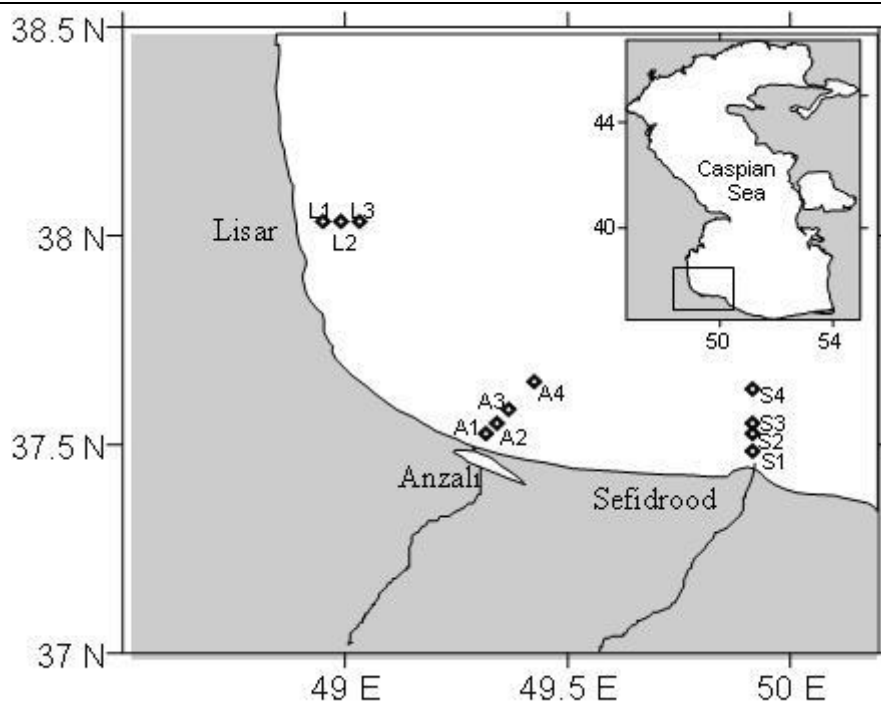 38.5 N
44
Caspian
Sea
40
50
54
L1
L3
L2
Lisar
38 N
A4
A3
A1
A2
S4
S3
S2
S1
37.5 N
Anzali
Sefidrood
37 N
49 E
49.5 E
50 E